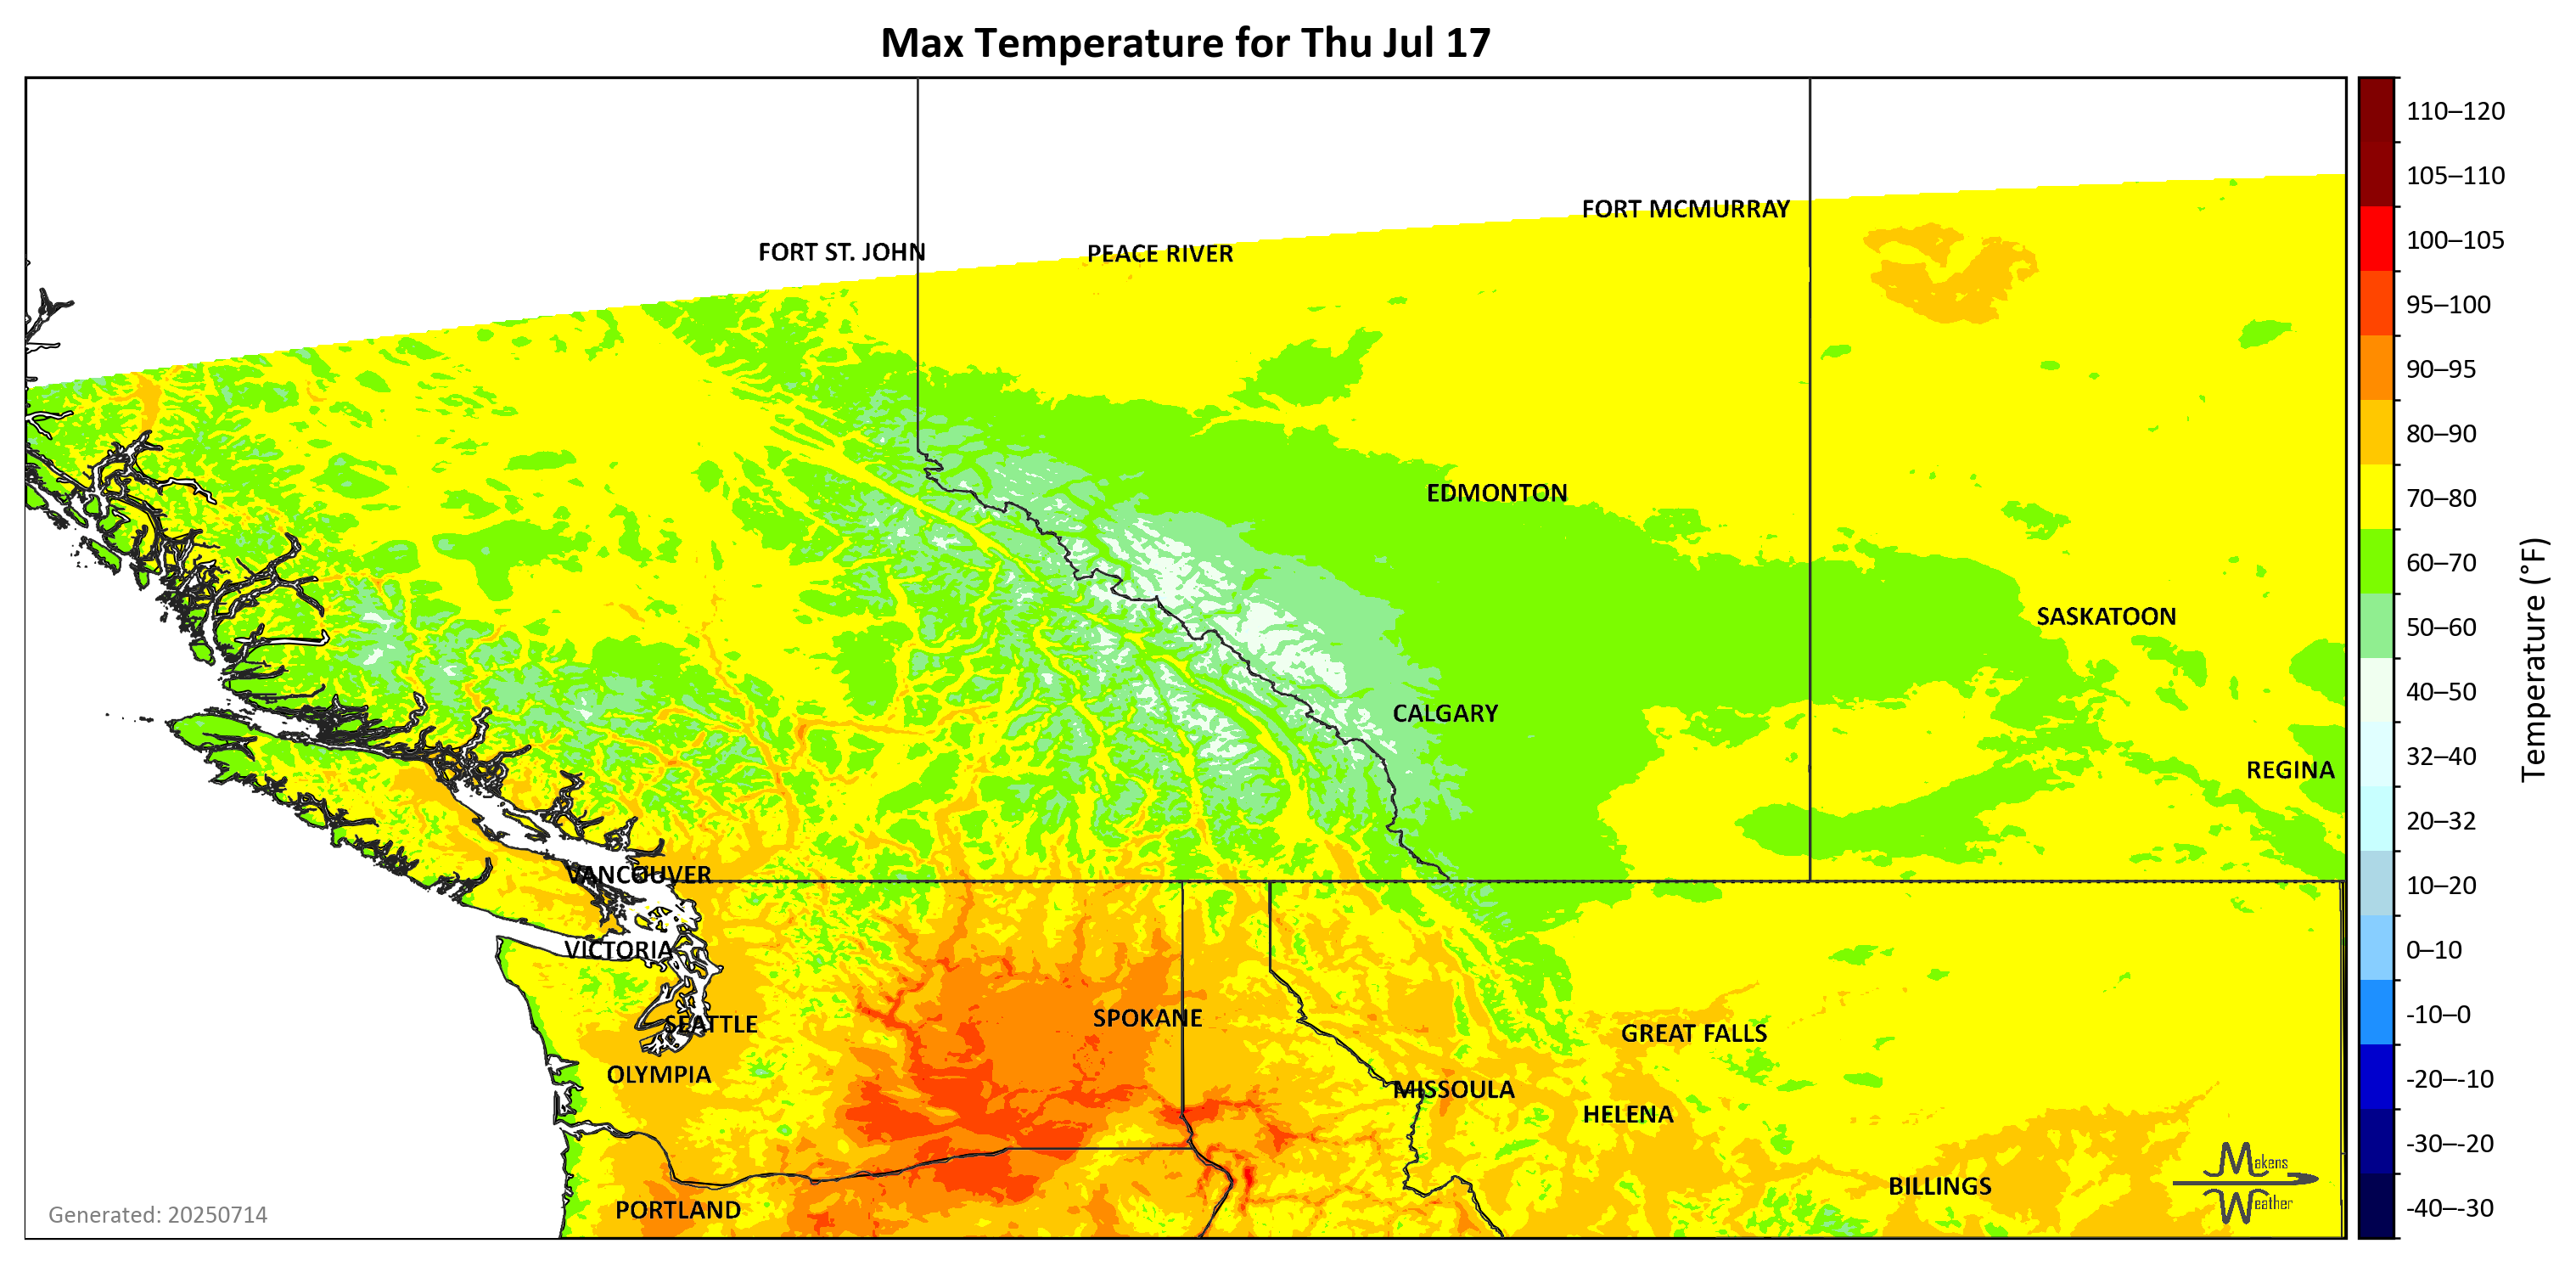 Max Temperature for Thu Jul 17
FORT MCMURRAY
FORT ST. JOHN
PEACE RIVER
EDMONTON
SASKATOON
CALGARY
REGINA
VANCOUVER
VICTORIA
SPOKANE
SEATTLE
GREAT FALLS
OLYMPIA
MISSOULA
HELENA
BILLINGS
PORTLAND
Makens
Weather
Generated: 20250714
110–120
105–110
100–105
95–100
90–95
80–90
70–80
60–70
50–60
40–50
32–40
20–32
10–20
0–10
-10–0
-20–-10
-30–-20
-40–-30
Temperature (°F)